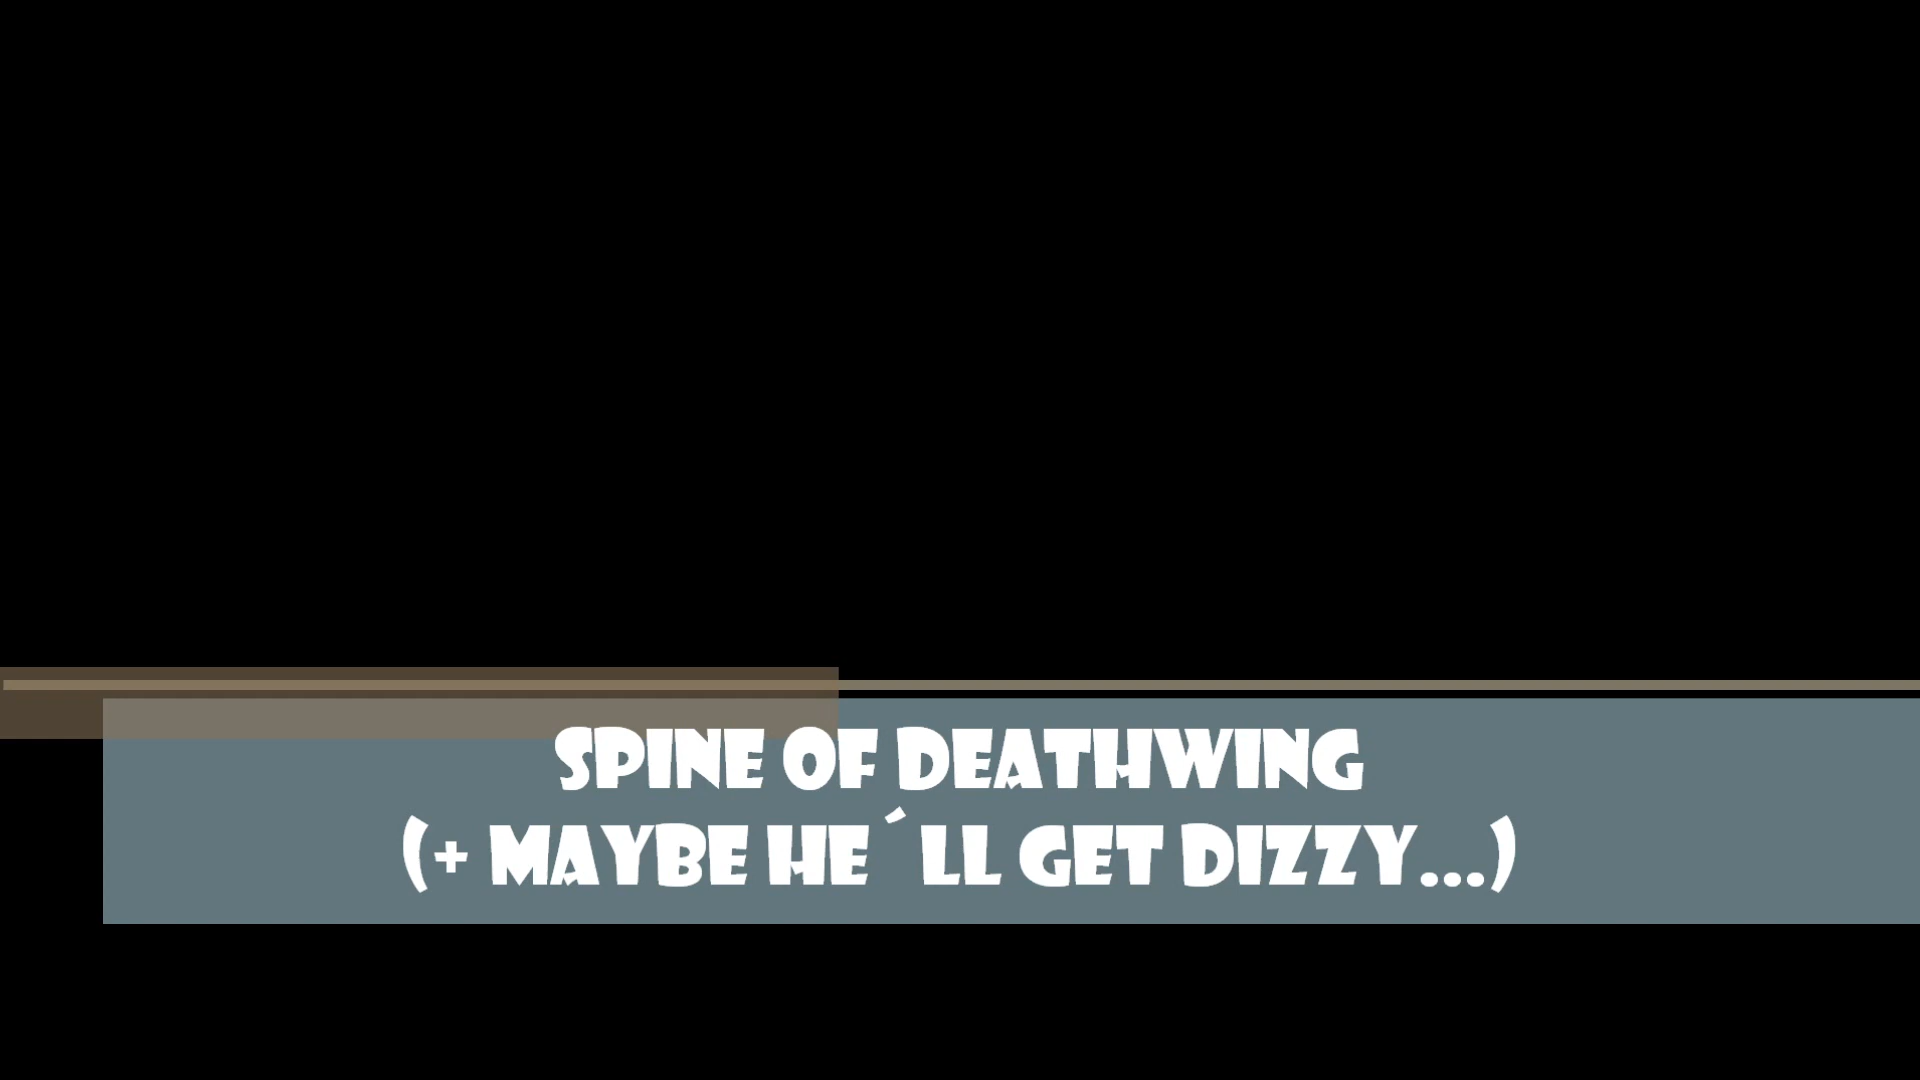 SPINE OF DEATHWING
(+ MAYBE HE´LL GET DIZZY...)